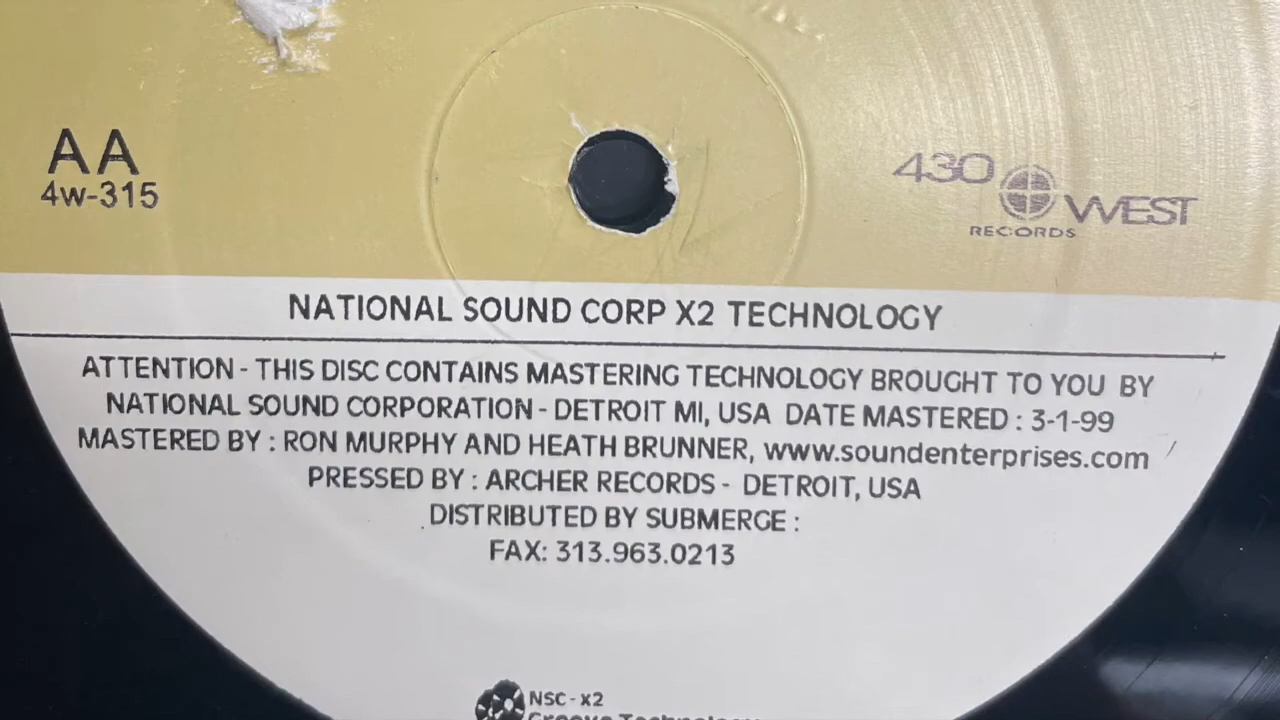 AA
4w-315
430 WEST
RECORDS
NATIONAL SOUND CORP X2 TECHNOLOGY
ATTENTION - THIS DISC CONTAINS MASTERING TECHNOLOGY BROUGHT TO YOU BY
NATIONAL SOUND CORPORATION - DETROIT MI, USA DATE MASTERED : 3-1-99
MASTERED BY : RON MURPHY AND HEATH BRUNNER, www.soundenterprises.com
PRESSED BY : ARCHER RECORDS - DETROIT, USA
DISTRIBUTED BY SUBMERGE :
FAX: 313.963.0213
NSC - X2
Groove Technology